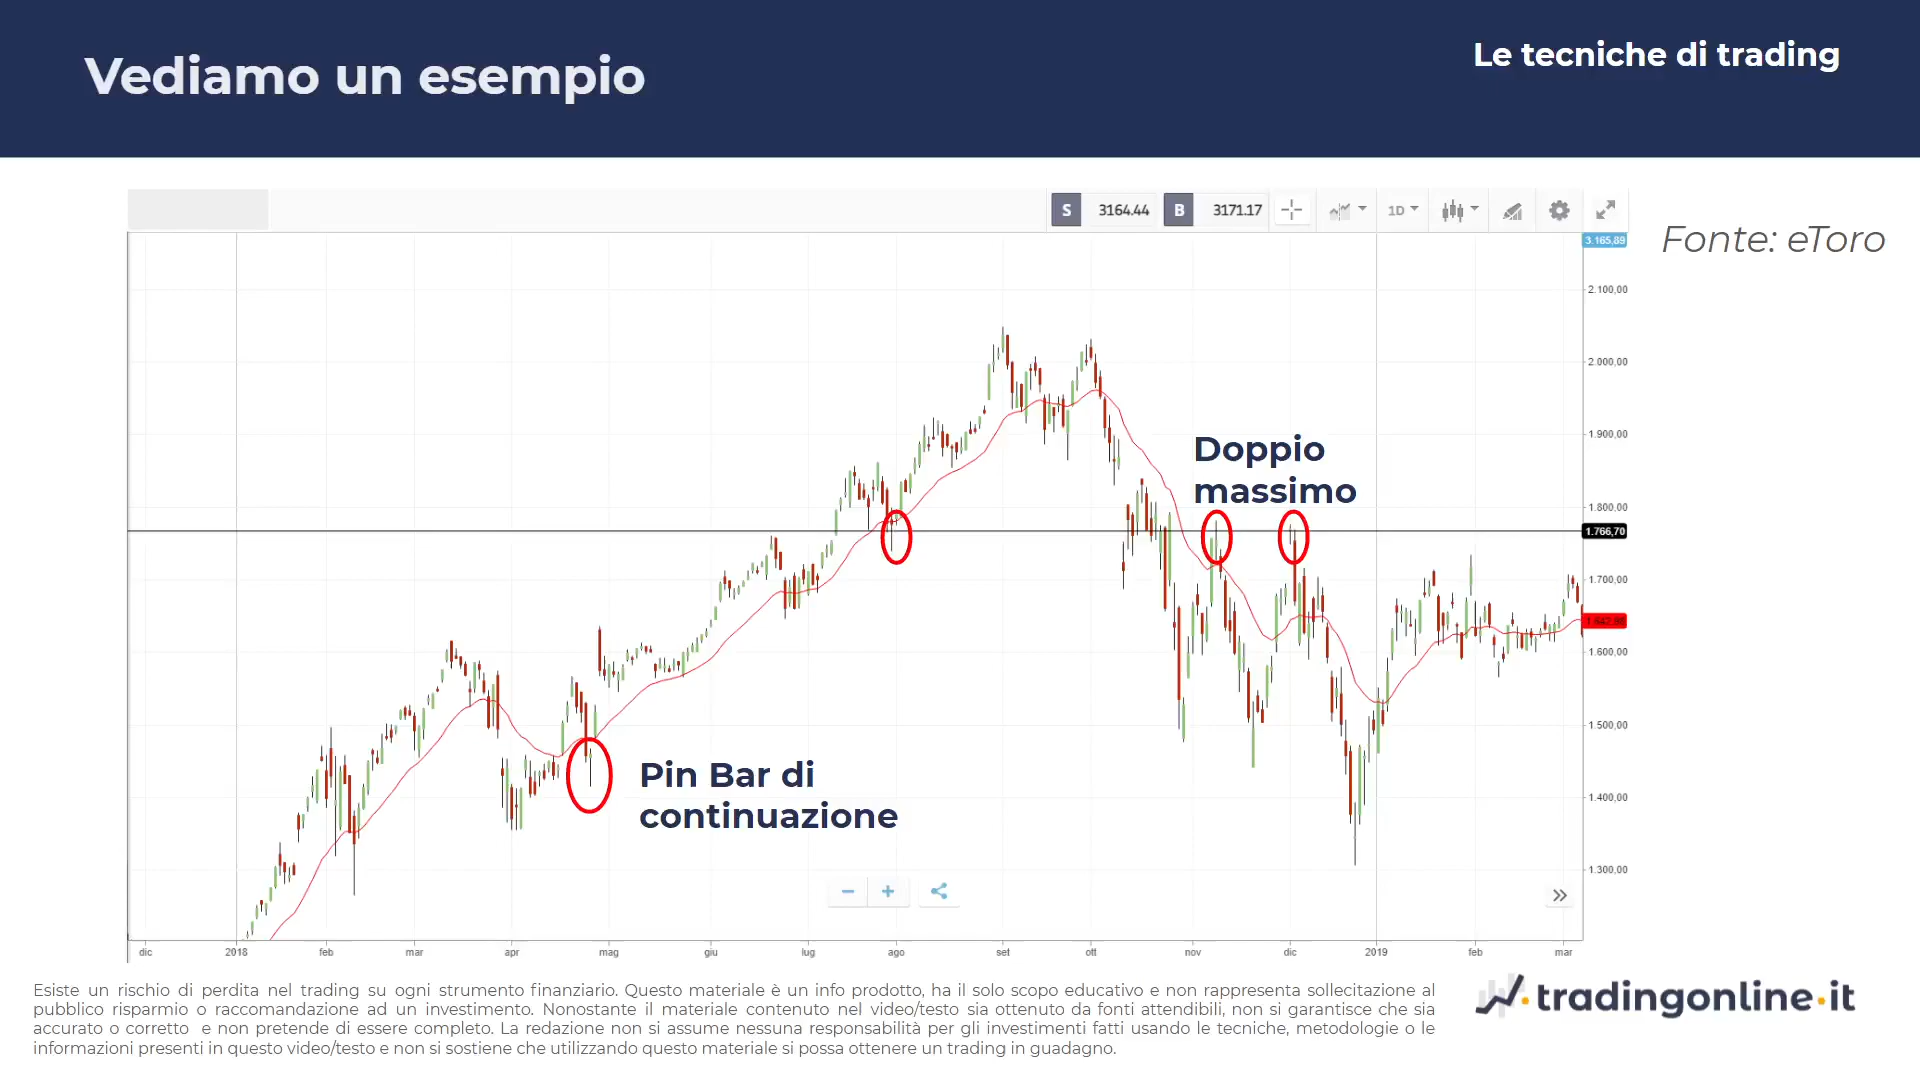 Vediamo un esempio
Le tecniche di trading
S 3164.44 B 3171.17 1D
Fonte: eToro
3.165,89
2.100,00
2.000,00
1.900,00
Doppio
massimo
1.800,00
1.766,70
1.700,00
1.642,98
1.600,00
1.500,00
Pin Bar di
continuazione
1.400,00
1.300,00
dic 2018 feb mar apr mag giu lug ago set ott nov dic 2019 feb mar
Esiste un rischio di perdita nel trading su ogni strumento finanziario. Questo materiale è un info prodotto, ha il solo scopo educativo e non rappresenta sollecitazione al
pubblico risparmio o raccomandazione ad un investimento. Nonostante il materiale contenuto nel video/testo sia ottenuto da fonti attendibili, non si garantisce che sia
accurato o corretto e non pretende di essere completo. La redazione non si assume nessuna responsabilità per gli investimenti fatti usando le tecniche, metodologie o le
informazioni presenti in questo video/testo e non si sostiene che utilizzando questo materiale si possa ottenere un trading in guadagno.
tradingonline.it